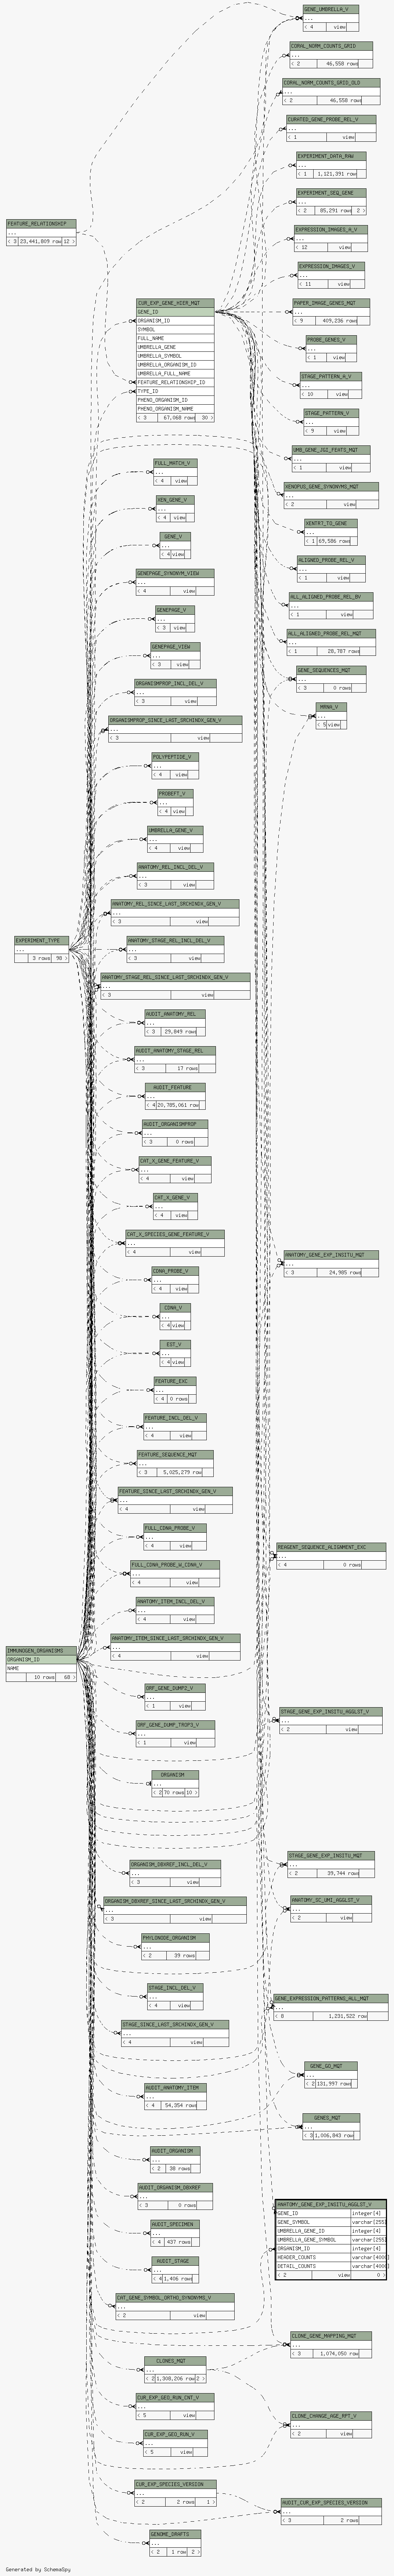 GENE_UMBRELLA_V
...
< 4 view
CORAL_NORM_COUNTS_GRID
...
< 2 46,558 rows
CORAL_NORM_COUNTS_GRID_OLD
...
< 2 46,558 rows
CURATED_GENE_PROBE_REL_V
...
< 1 view
EXPERIMENT_DATA_RAW
...
< 1 1,121,391 row
EXPERIMENT_SEQ_GENE
...
< 2 85,291 rows 2 >
FEATURE_RELATIONSHIP
...
< 3 23,441,809 row 12 >
EXPRESSION_IMAGES_A_V
...
< 12 view
EXPRESSION_IMAGES_V
...
< 11 view
CUR_EXP_GENE_HIER_MQT
GENE_ID
ORGANISM_ID
SYMBOL
FULL_NAME
UMBRELLA_GENE
UMBRELLA_SYMBOL
UMBRELLA_ORGANISM_ID
UMBRELLA_FULL_NAME
FEATURE_RELATIONSHIP_ID
TYPE_ID
PHENO_ORGANISM_ID
PHENO_ORGANISM_NAME
< 3 67,068 rows 30 >
PAPER_IMAGE_GENES_MQT
...
< 9 409,236 row
PROBE_GENES_V
...
< 1 view
STAGE_PATTERN_A_V
...
< 10 view
STAGE_PATTERN_V
...
< 9 view
UMB_GENE_JGI_FEATS_MQT
...
< 1 view
FULL_MATCH_V
...
< 4 view
XENOPUS_GENE_SYNONYMS_MQT
...
< 2 view
XEN_GENE_V
...
< 4 view
XENTRT_TG_GENE
...
< 1 69,586 rows
GENE_V
...
< 4 view
ALIGNED_PROBE_REL_V
...
< 1 view
GENEPAGE_SYNONYM_VIEW
...
< 4 view
ALL_ALIGNED_PROBE_REL_BV
...
< 1 view
GENEPAGE_V
...
< 3 view
ALL_ALIGNED_PROBE_REL_MQT
...
< 1 28,787 rows
GENEPAGE_VIEW
...
< 3 view
GENE_SEQUENCES_MQT
...
< 3 0 rows
ORGANISMPROP_INCL_DEL_V
...
< 3 view
MRNA_V
...
< 5 view
ORGANISMPROP_SINCE_LAST_SRCHINDX_GEN_V
...
< 3 view
POLYPEPTIDE_V
...
< 4 view
PROBEFT_V
...
< 4 view
UMBRELLA_GENE_V
...
< 4 view
ANATOMY_REL_INCL_DEL_V
...
< 3 view
ANATOMY_REL_SINCE_LAST_SRCHINDX_GEN_V
...
< 3 view
EXPERIMENT_TYPE
...
3 rows 98 >
ANATOMY_STAGE_REL_INCL_DEL_V
...
< 3 view
ANATOMY_STAGE_REL_SINCE_LAST_SRCHINDX_GEN_V
...
< 3 view
AUDIT_ANATOMY_REL
...
< 3 29,849 rows
AUDIT_ANATOMY_STAGE_REL
...
< 3 17 rows
AUDIT_FEATURE
...
< 4 20,785,061 row
AUDIT_ORGANISMPROP
...
< 3 0 rows
CAT_X_GENE_FEATURE_V
...
< 4 view
CAT_X_GENE_V
...
< 4 view
CAT_X_SPECIES_GENE_FEATURE_V
...
< 4 view
ANATOMY_GENE_EXP_INSITU_MQT
...
< 3 24,985 rows
CDNA_PROBE_V
...
< 4 view
CDNA_V
...
< 4 view
EST_V
...
< 4 view
FEATURE_EXC
...
< 4 0 rows
FEATURE_INCL_DEL_V
...
< 4 view
FEATURE_SEQUENCE_MQT
...
< 3 5,025,279 row
FEATURE_SINCE_LAST_SRCHINDX_GEN_V
...
< 4 view
FULL_CDNA_PROBE_V
...
< 4 view
REAGENT_SEQUENCE_ALIGNMENT_EXC
...
< 4 0 rows
FULL_CDNA_PROBE_W_CDNA_V
...
< 4 view
ANATOMY_ITEM_INCL_DEL_V
...
< 4 view
ANATOMY_ITEM_SINCE_LAST_SRCHINDX_GEN_V
...
< 4 view
IMMUNOGEN_ORGANISMS
ORGANISM_ID
NAME
10 rows 68 >
ORF_GENE_DUMP2_V
...
< 1 view
STAGE_GENE_EXP_INSITU_AGGLST_V
...
< 2 view
ORF_GENE_DUMP_TROP3_V
...
< 1 view
ORGANISM
...
< 2 70 rows 10 >
ORGANISM_DBXREF_INCL_DEL_V
...
< 3 view
STAGE_GENE_EXP_INSITU_MQT
...
< 2 39,744 rows
ORGANISM_DBXREF_SINCE_LAST_SRCHINDX_GEN_V
...
< 3 view
ANATOMY_SC_UMI_AGGLST_V
...
< 2 view
PHYLONODE_ORGANISM
...
< 2 39 rows
STAGE_INCL_DEL_V
...
< 4 view
GENE_EXPRESSION_PATTERNS_ALL_MQT
...
< 8 1,231,522 row
STAGE_SINCE_LAST_SRCHINDX_GEN_V
...
< 4 view
GENE_GO_MQT
...
< 2 131,997 rows
AUDIT_ANATOMY_ITEM
...
< 4 54,354 rows
GENES_MQT
...
< 3 1,006,843 row
AUDIT_ORGANISM
...
< 2 38 rows
AUDIT_ORGANISM_DBXREF
...
< 3 0 rows
ANATOMY_GENE_EXP_INSITU_AGGLST_V
GENE_ID integer[4]
GENE_SYMBOL varchar[255]
UMBRELLA_GENE_ID integer[4]
UMBRELLA_GENE_SYMBOL varchar[255]
ORGANISM_ID integer[4]
HEADER_COUNTS varchar[4000]
DETAIL_COUNTS varchar[4000]
< 2 view 0 >
AUDIT_SPECIMEN
...
< 4 437 rows
AUDIT_STAGE
...
< 4 1,406 rows
CAT_GENE_SYMBOL_ORTHO_SYNONYMS_V
...
< 2 view
CLONE_GENE_MAPPING_MQT
...
< 3 1,074,050 row
CLONES_MQT
...
< 2 1,308,206 row 2 >
CUR_EXP_GEO_RUN_CAT_V
...
< 5 view
CLONE_CHANGE_AGE_RPT_V
...
< 2 view
CUR_EXP_GEO_RUN_V
...
< 5 view
CUR_EXP_SPECIES_VERSION
...
< 2 2 rows 1 >
AUDIT_CUR_EXP_SPECIES_VERSION
...
< 3 2 rows
GENOME_DRAFTS
...
< 2 1 row 2 >
Generated by SchemaSpy